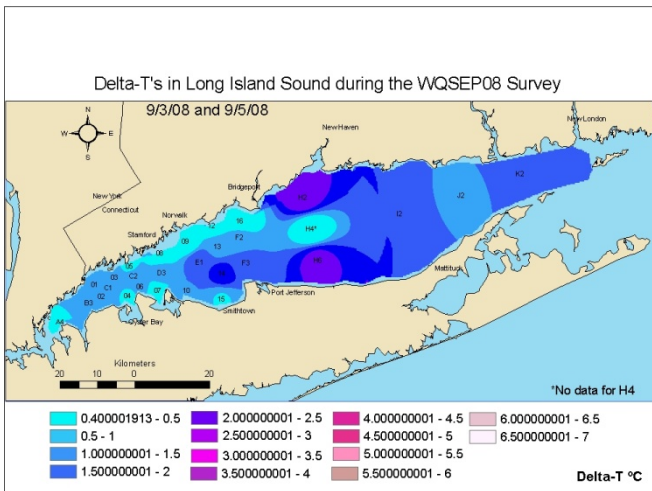 Delta-T's in Long Island Sound during the WQSEP08 Survey
9/3/08 and 9/5/08
N
W E
S
New London
New Haven
Bridgeport
New York
Connecticut
Norwalk
Stamford
K2
H2
J2
I2
16
12
H4*
09
13
F2
08
05
E1
F3
H6
03
C2
D3
01
C1
06
07
10
02
04
15
B3
A4
Mattituck
Port Jefferson
Smithtown
Oyster Bay
Kilometers
20 10 0 20
*No data for H4
0.400001913 - 0.5
0.5 - 1
1.000000001 - 1.5
1.500000001 - 2
2.000000001 - 2.5
2.500000001 - 3
3.000000001 - 3.5
3.500000001 - 4
4.000000001 - 4.5
4.500000001 - 5
5.000000001 - 5.5
5.500000001 - 6
6.000000001 - 6.5
6.500000001 - 7
Delta-T ºC